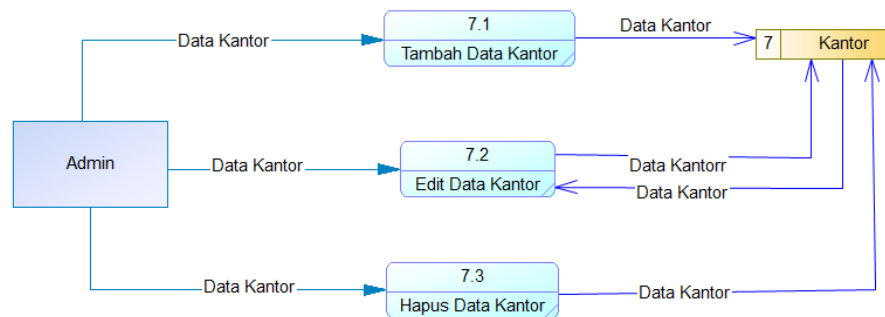 Data Kantor
7.1
Tambah Data Kantor
Data Kantor
7
Kantor
Admin
Data Kantor
7.2
Edit Data Kantor
Data Kantorr
Data Kantor
Data Kantor
7.3
Hapus Data Kantor
Data Kantor